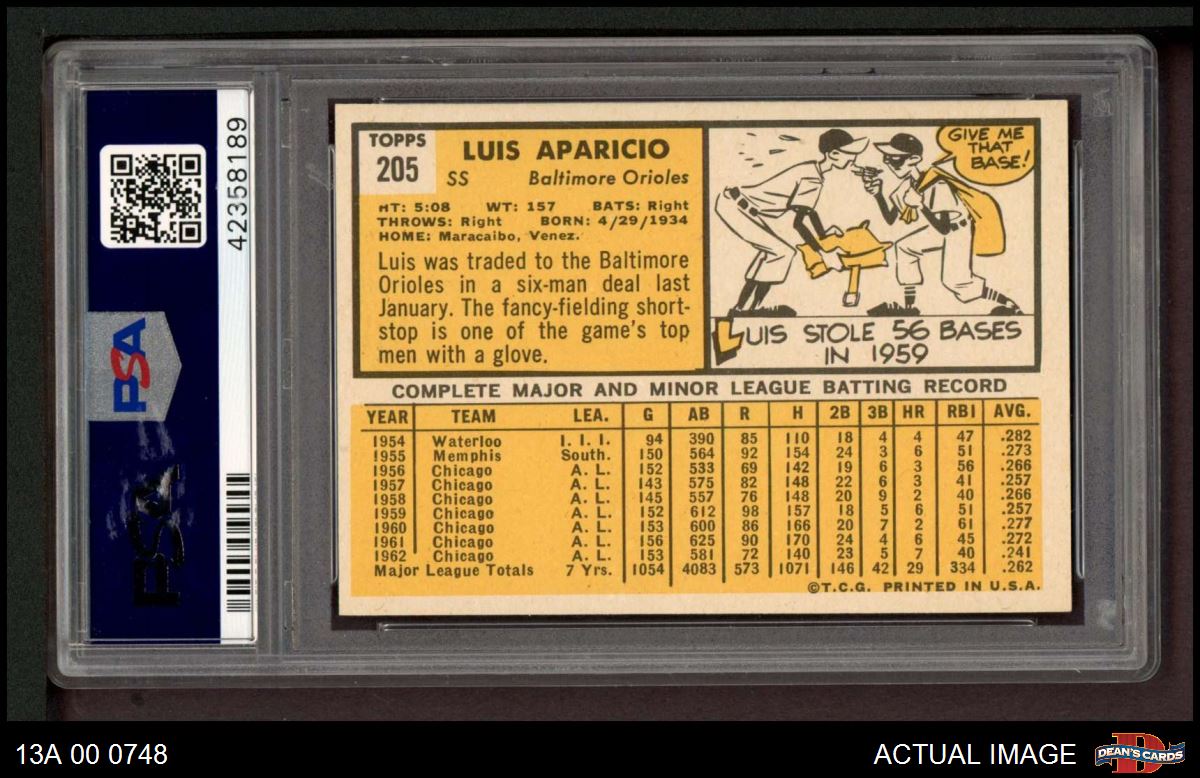 42358189
PSA
PSA
TOPPS
205
LUIS APARICIO
SS Baltimore Orioles
HT: 5:08 WT: 157 BATS: Right
THROWS: Right BORN: 4/29/1934
HOME: Maracaibo, Venez.
Luis was traded to the Baltimore
Orioles in a six-man deal last
January. The fancy-fielding short-
stop is one of the game's top
men with a glove.
GIVE ME
THAT
BASE!
LUIS STOLE 56 BASES
IN 1959
COMPLETE MAJOR AND MINOR LEAGUE BATTING RECORD
YEAR TEAM LEA. G AB R H 2B 3B HR RBI AVG.
1954 Waterloo I. I. I. 94 390 85 110 18 4 4 47 .282
1955 Memphis South. 150 564 92 154 24 3 6 51 .273
1956 Chicago A. L. 152 533 69 142 19 6 3 56 .266
1957 Chicago A. L. 143 575 82 148 22 6 3 41 .257
1958 Chicago A. L. 145 557 76 148 20 9 2 40 .266
1959 Chicago A. L. 152 612 98 157 18 5 6 51 .257
1960 Chicago A. L. 153 600 86 166 20 7 2 61 .277
1961 Chicago A. L. 156 625 90 170 24 4 6 45 .272
1962 Chicago A. L. 153 581 72 140 23 5 7 40 .241
Major League Totals 7 Yrs. 1054 4083 573 1071 146 42 29 334 .262
©T.C.G. PRINTED IN U.S.A.
13A 00 0748
ACTUAL IMAGE
D
DEAN'S CARDS